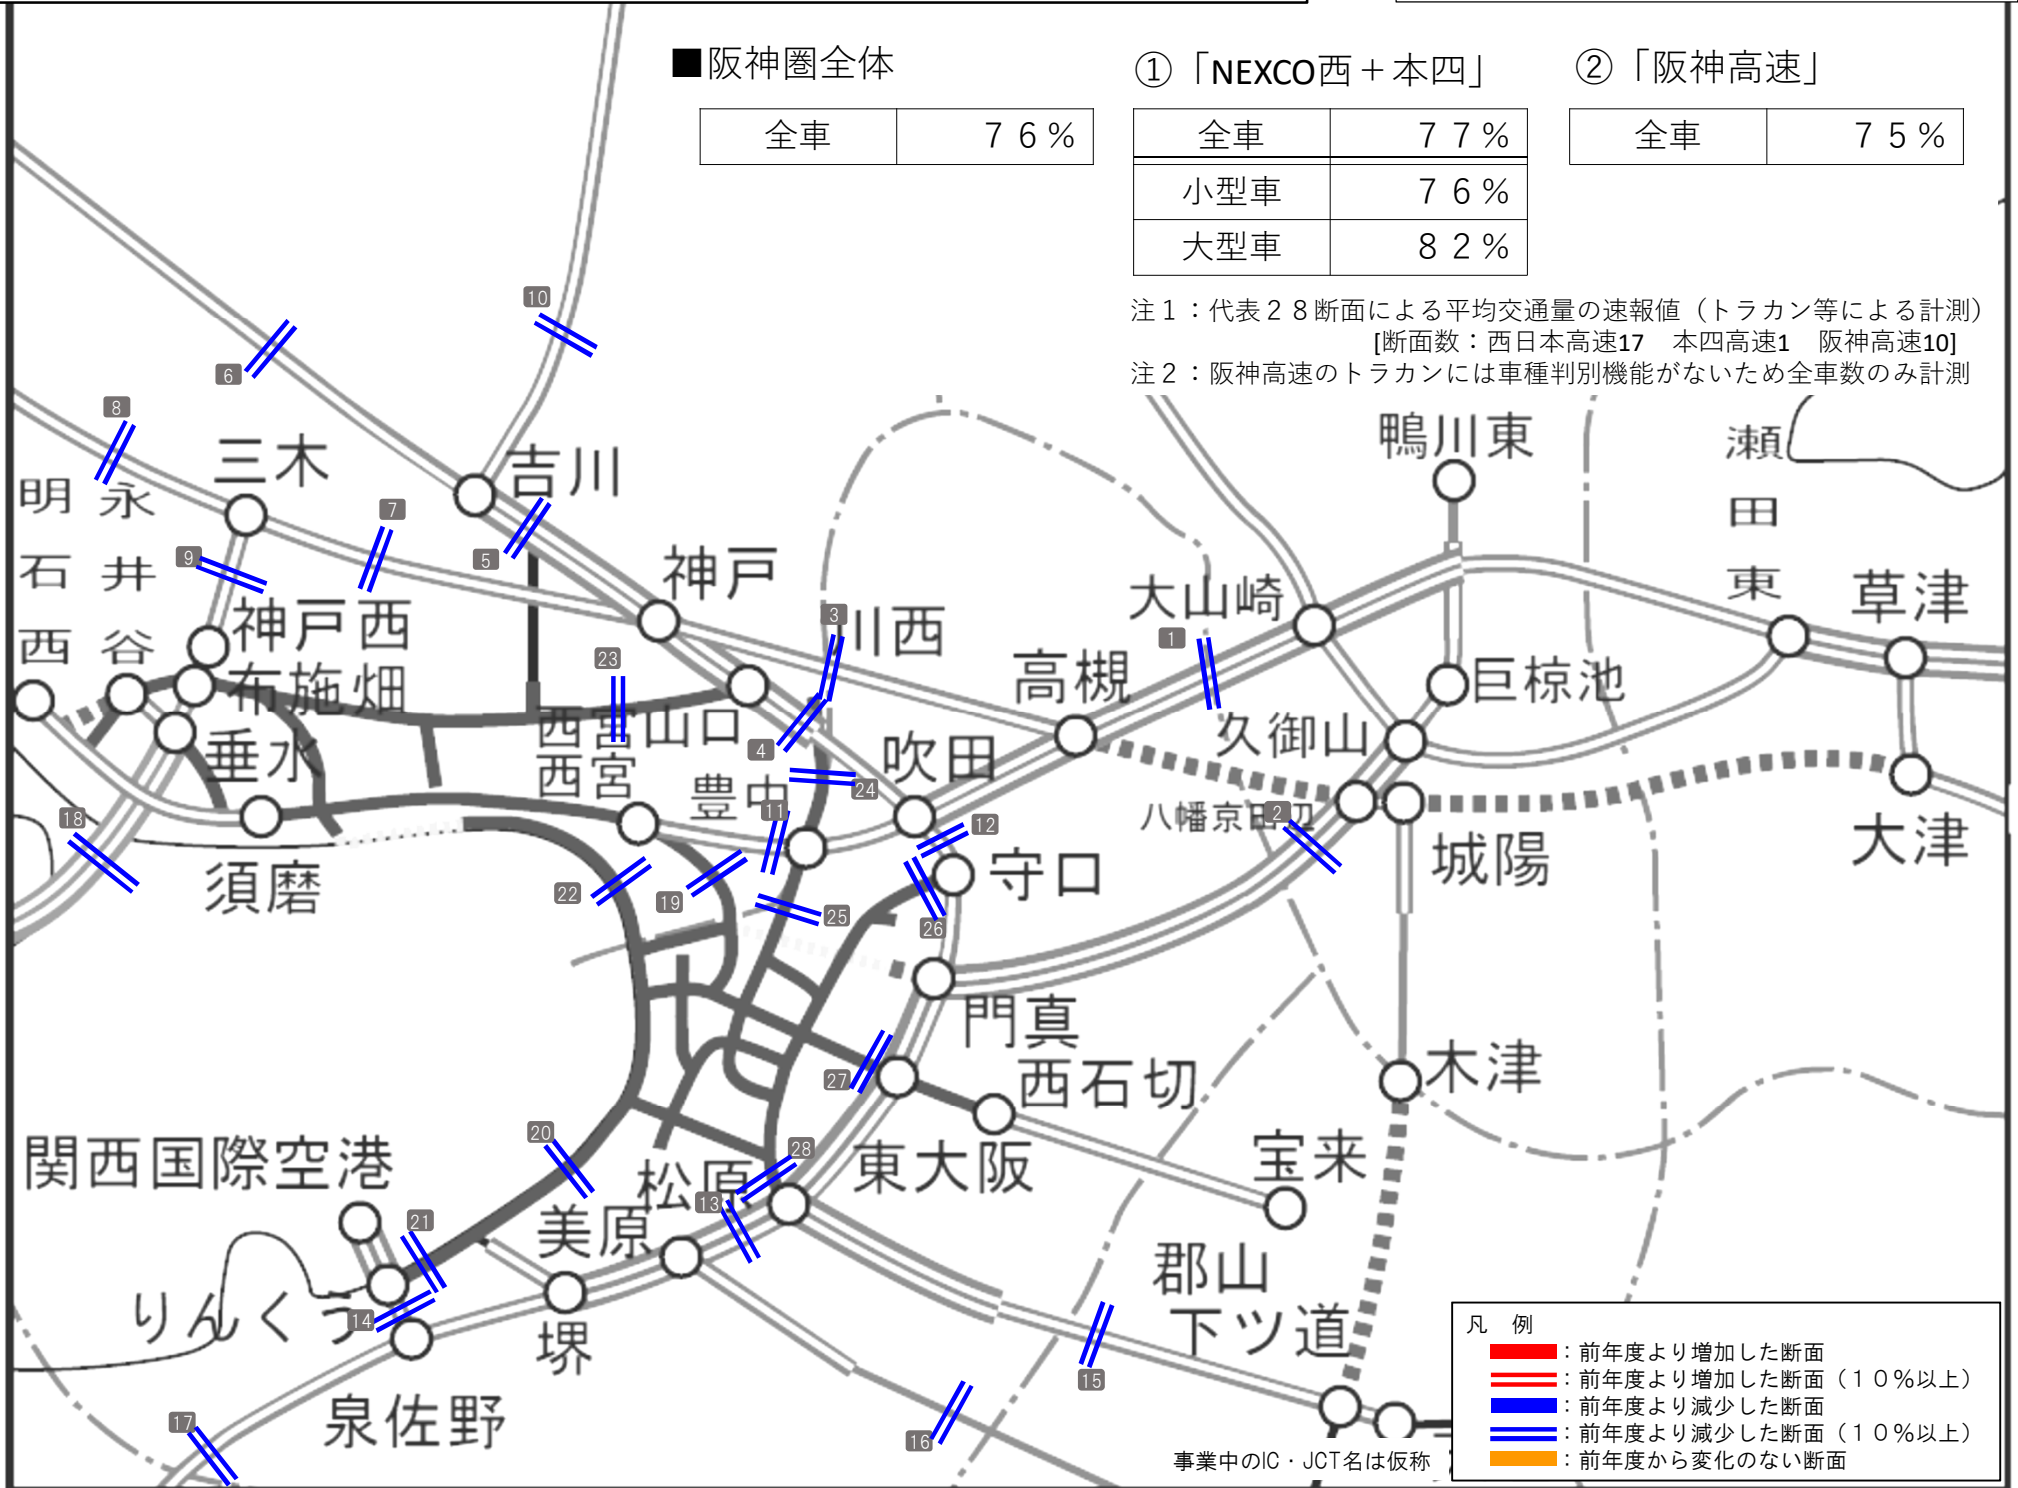 ■阪神圏全体
全車 ７６%
①「NEXCO西＋本四」
全車 ７７%
小型車 ７６%
大型車 ８２%
②「阪神高速」
全車 ７５%
注１：代表２８断面による平均交通量の速報値（トラカン等による計測）
[断面数：西日本高速17　本四高速1　阪神高速10]
注２：阪神高速のトラカンには車種判別機能がないため全車数のみ計測
10
6
8
三木
吉川
鴨川東
瀬田東
明石西
永井谷
7
5
9
神戸
大山崎
草津
神戸西
3
川西
1
23
高槻
布施畑
巨椋池
西宮山口
4
久御山
垂水
西宮
豊中
吹田
24
18
11
12
八幡京田辺
2
城陽
大津
須磨
22
19
25
守口
26
門真
27
西石切
木津
関西国際空港
20
松原
28
東大阪
宝来
13
21
美原
りんくう
14
郡山下ツ道
堺
15
泉佐野
17
16
事業中のIC・JCT名は仮称
凡　例
：前年度より増加した断面
：前年度より増加した断面（１０%以上）
：前年度より減少した断面
：前年度より減少した断面（１０%以上）
：前年度から変化のない断面